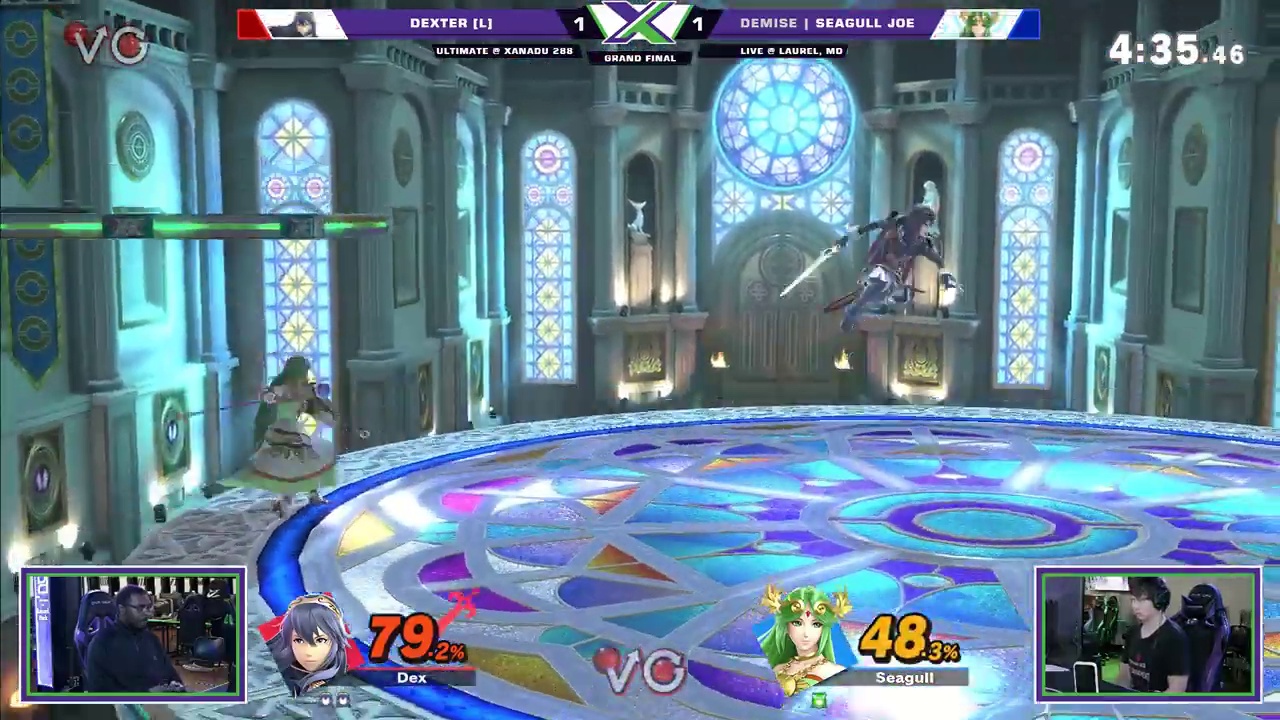 DEXTER [L]
1
1
DEMISE | SEAGULL JOE
ULTIMATE @ XANADU 288
GRAND FINAL
LIVE @ LAUREL, MD
4:35.46
VG
79.2%
Dex
VG
48.3%
Seagull